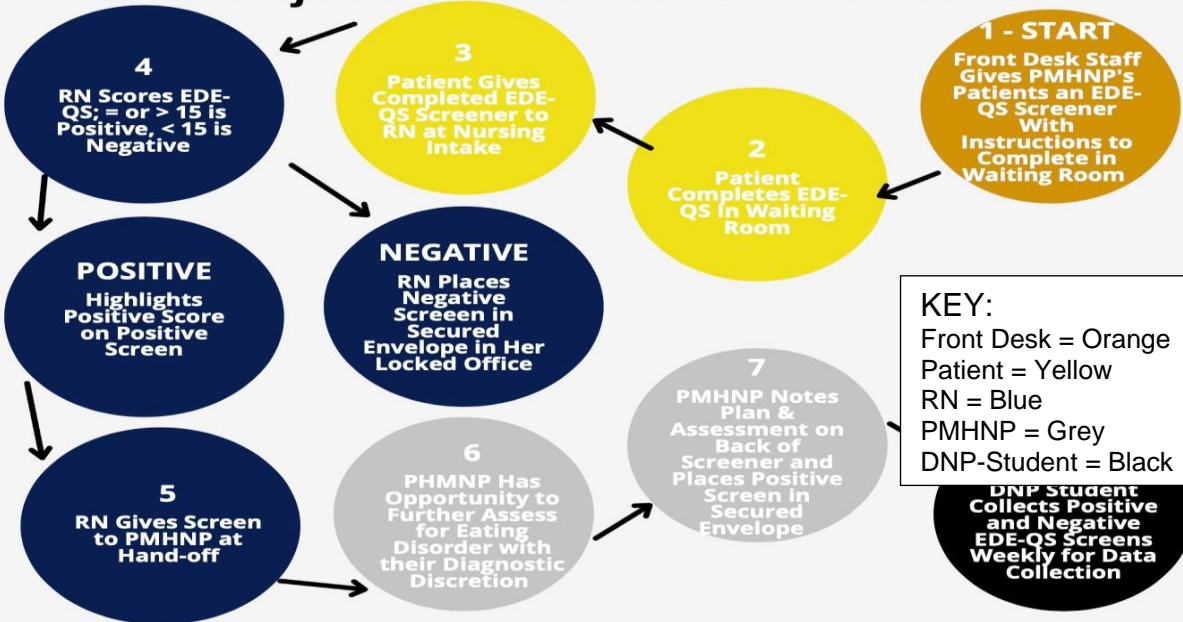 1 - START
Front Desk Staff
Gives PMHNP's
Patients an EDE-
QS Screener
With
Instructions to
Complete in
Waiting Room
2
Patient
Completes EDE-
QS In Waiting
Room
3
Patient Gives
Completed EDE-
QS Screener to
RN at Nursing
Intake
4
RN Scores EDE-
QS; = or > 15 is
Positive, < 15 is
Negative
POSITIVE
Highlights
Positive Score
on Positive
Screen
NEGATIVE
RN Places
Negative
Screeen in
Secured
Envelope in Her
Locked Office
5
RN Gives Screen
to PMHNP at
Hand-off
6
PHMNP Has
Opportunity to
Further Assess
for Eating
Disorder with
their Diagnostic
Discretion
7
PMHNP Notes
Plan &
Assessment on
Back of
Screener and
Places Positive
Screen in
Secured
Envelope
KEY:
Front Desk = Orange
Patient = Yellow
RN = Blue
PMHNP = Grey
DNP-Student = Black
DNP Student
Collects Positive
and Negative
EDE-QS Screens
Weekly for Data
Collection